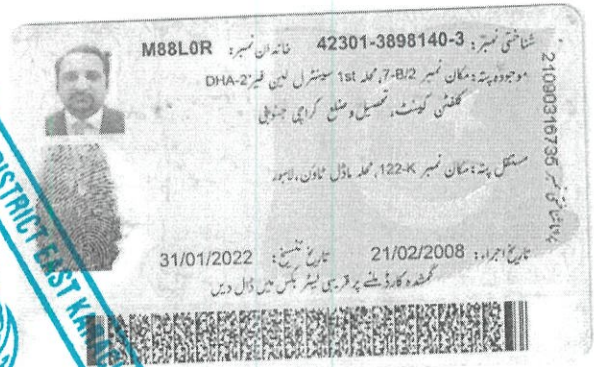 شناختی نمبر: 42301-3898140-3 خاندان نمبر: M88L0R
موجودہ پتہ: مکان نمبر 7-B/2، محلہ 1st سینٹرل لین فیز 2-DHA
کلفٹن کینٹ، تحصیل و ضلع کراچی جنوبی
مستقل پتہ: مکان نمبر 122-K، محلہ ماڈل ٹاؤن، لاہور
تاریخ اجراء: 21/02/2008 تاریخ تنسیخ: 31/01/2022
گمشدہ کارڈ ملنے پر قریبی لیٹر بکس میں ڈال دیں
21090316735
DISTRICT EAST KARACHI